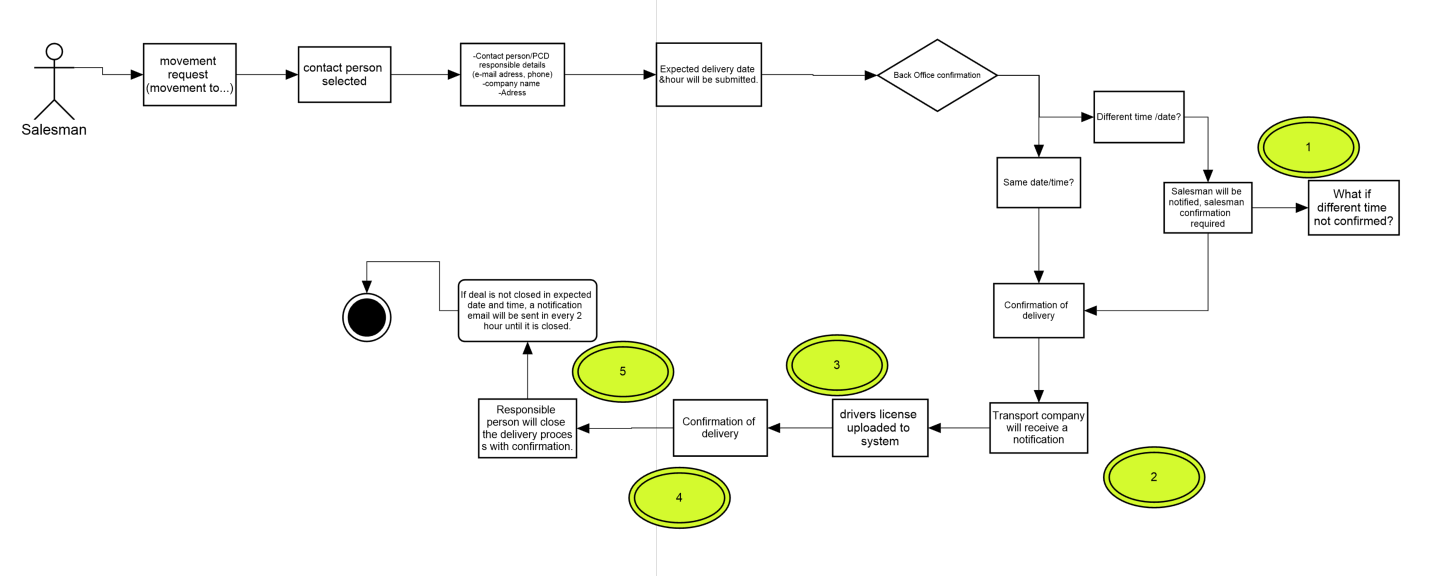 Salesman
movement
request
(movement to...)
contact person
selected
-Contact person/PCD
responsible details
(e-mail adress, phone)
-company name
-Adress
Expected delivery date
&hour will be submitted.
Back Office confirmation
Different time /date?
1
Same date/time?
Salesman will be
notified, salesman
confirmation
required
What if
different time
not confirmed?
If deal is not closed in expected
date and time, a notification
email will be sent in every 2
hour until it is closed.
Confirmation of
delivery
3
5
Responsible
person will close
the delivery proces
s with confirmation.
Confirmation of
delivery
drivers license
uploaded to
system
Transport company
will receive a
notification
2
4